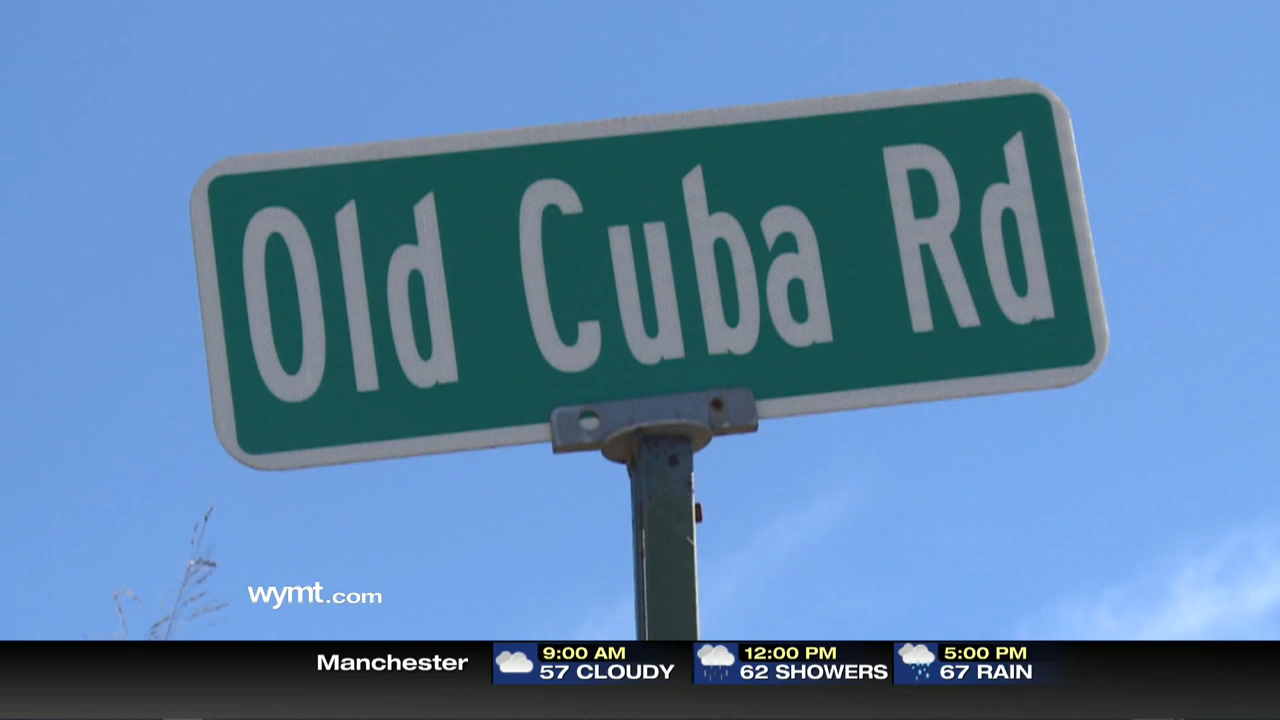 Old Cuba Rd
wymt.com
Manchester
9:00 AM
57 CLOUDY
12:00 PM
62 SHOWERS
5:00 PM
67 RAIN